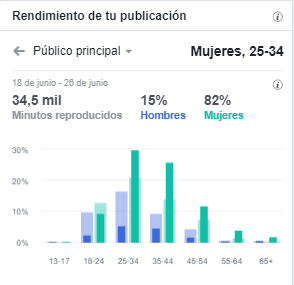 Rendimiento de tu publicación
Público principal
Mujeres, 25-34
18 de junio - 26 de junio
34,5 mil 15% 82%
Minutos reproducidos Hombres Mujeres
30%
20%
10%
0%
13-17 18-24 25-34 35-44 45-54 55-64 65+